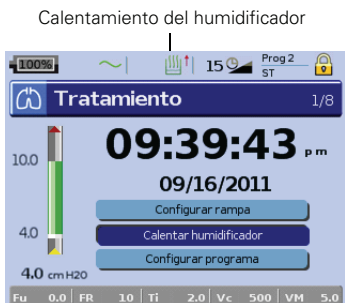 Calentamiento del humidificador
100% 15 Prog 2
ST
Tratamiento 1/8
09:39:43 pm
10.0
09/16/2011
Configurar rampa
4.0 Calentar humidificador
Configurar programa
4.0 cmH2O
Fu 0.0 FR 10 Ti 2.0 Vc 500 VM 5.0